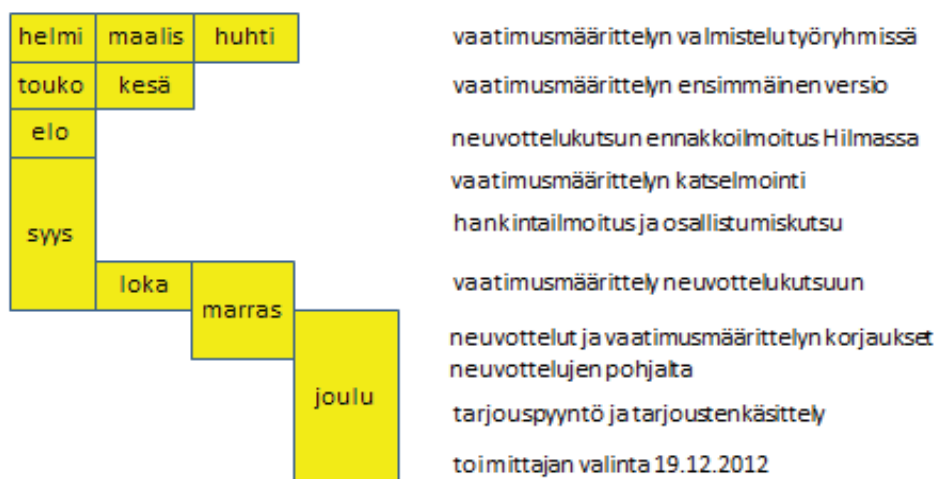 helmi maalis huhti vaatimusmäärittelyn valmistelu työryhmissä
touko kesä vaatimusmäärittelyn ensimmäinen versio
elo neuvottelukutsun ennakkoilmoitus Hilmassa
vaatimusmäärittelyn katselmointi
syys hankintailmoitus ja osallistumiskutsu
loka vaatimusmäärittely neuvottelukutsuun
marras
neuvottelut ja vaatimusmäärittelyn korjaukset
neuvottelujen pohjalta
joulu tarjouspyyntö ja tarjoustenkäsittely
toimittajan valinta 19.12.2012